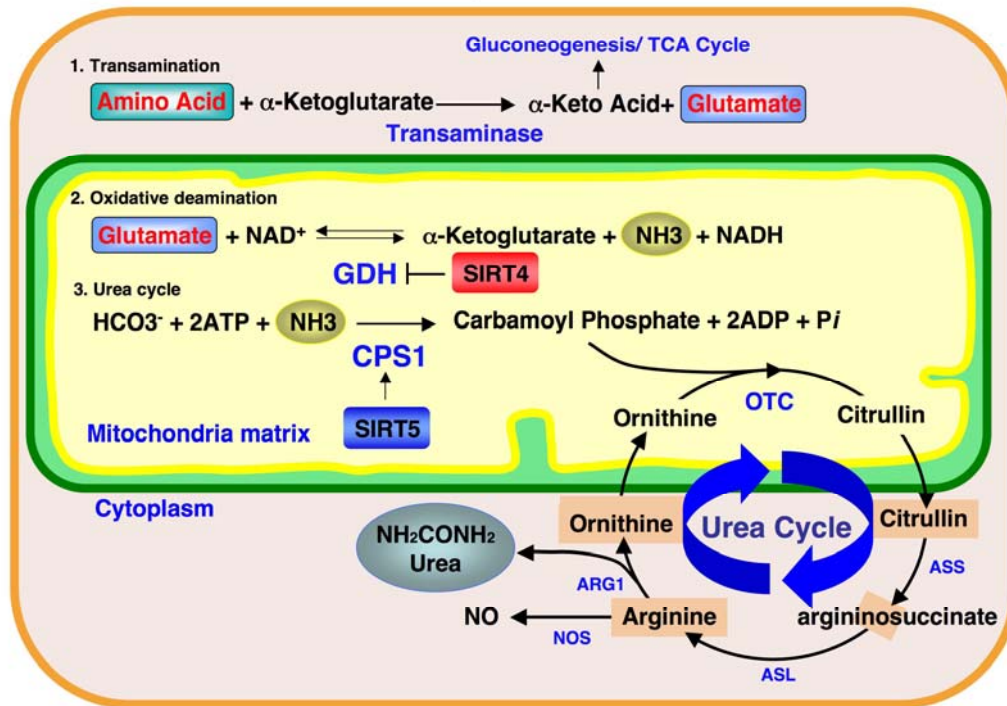 Gluconeogenesis/ TCA Cycle
1. Transamination
Amino Acid + α-Ketoglutarate α-Keto Acid+ Glutamate
Transaminase
2. Oxidative deamination
Glutamate + NAD⁺ α-Ketoglutarate + NH3 + NADH
GDH SIRT4
3. Urea cycle
HCO3⁻ + 2ATP + NH3 Carbamoyl Phosphate + 2ADP + Pi
CPS1
OTC
Ornithine Citrullin
Mitochondria matrix SIRT5
Cytoplasm
NH₂CONH₂
Urea
Ornithine Urea Cycle Citrullin
ARG1 ASS
NO Arginine argininosuccinate
NOS
ASL